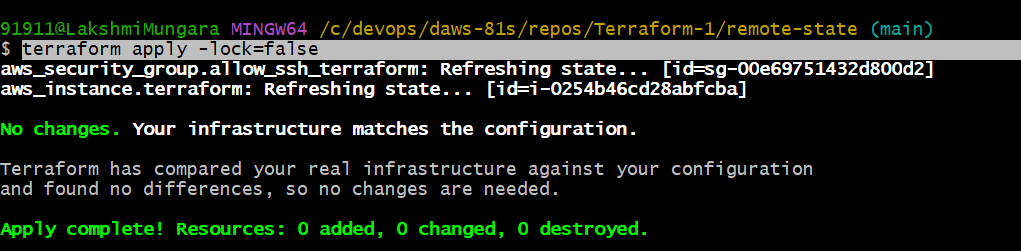 91911@LakshmiMungara MINGW64 /c/devops/daws-81s/repos/Terraform-1/remote-state (main)
$ terraform apply -lock=false
aws_security_group.allow_ssh_terraform: Refreshing state... [id=sg-00e69751432d800d2]
aws_instance.terraform: Refreshing state... [id=i-0254b46cd28abfcba]
No changes. Your infrastructure matches the configuration.
Terraform has compared your real infrastructure against your configuration
and found no differences, so no changes are needed.
Apply complete! Resources: 0 added, 0 changed, 0 destroyed.